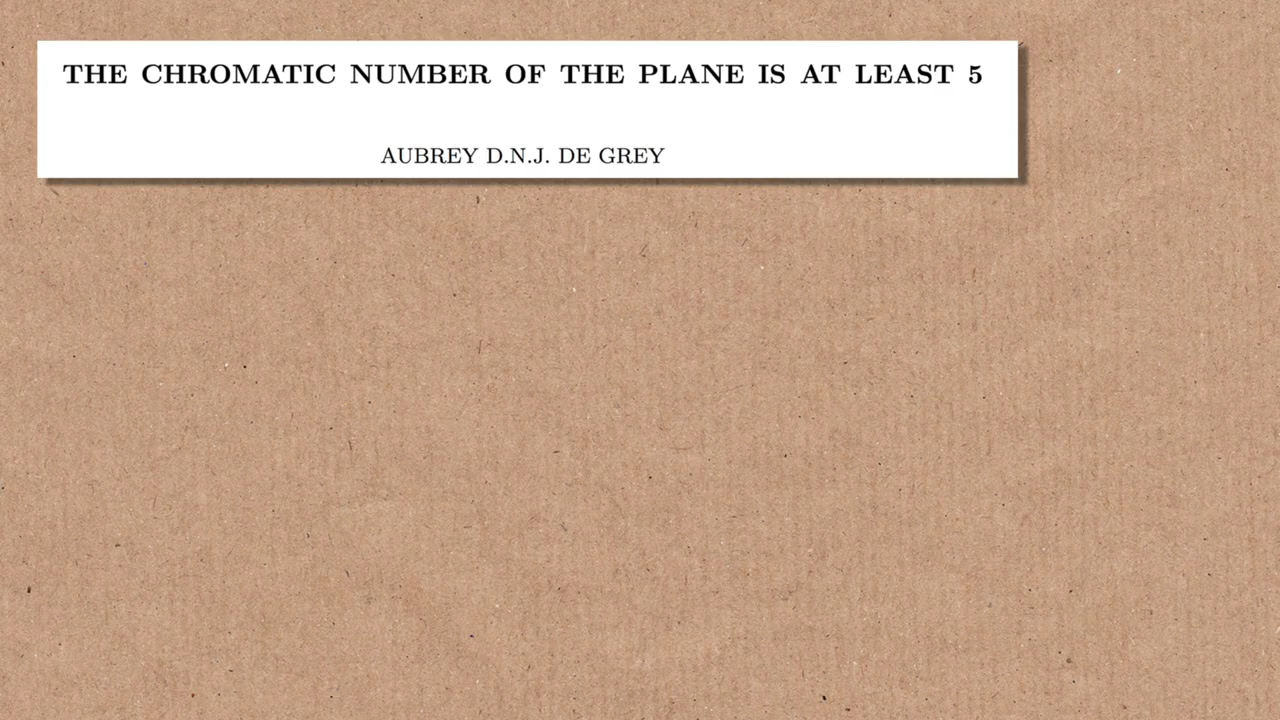 THE CHROMATIC NUMBER OF THE PLANE IS AT LEAST 5
AUBREY D.N.J. DE GREY